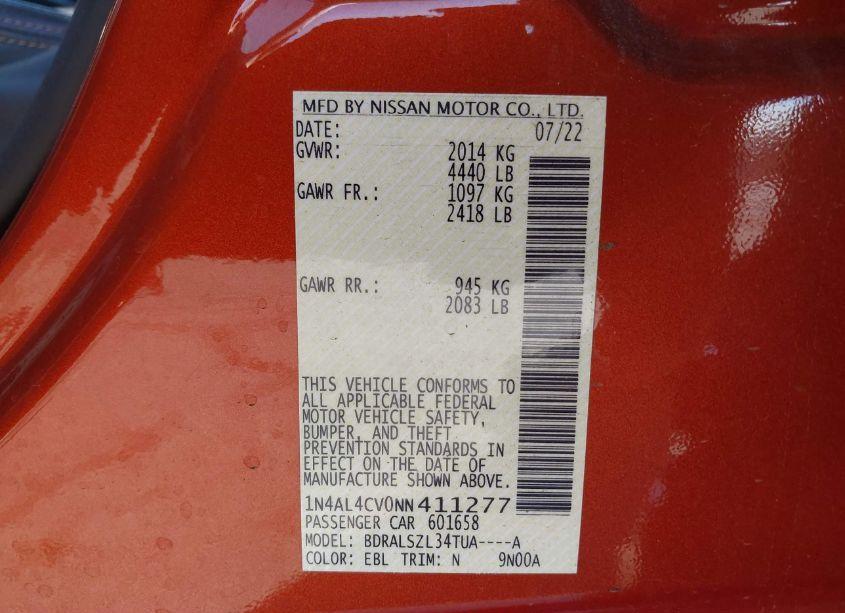 MFD BY NISSAN MOTOR CO., LTD.
DATE: 07/22
GVWR: 2014 KG
4440 LB
GAWR FR.: 1097 KG
2418 LB
GAWR RR.: 945 KG
2083 LB
THIS VEHICLE CONFORMS TO
ALL APPLICABLE FEDERAL
MOTOR VEHICLE SAFETY,
BUMPER, AND THEFT
PREVENTION STANDARDS IN
EFFECT ON THE DATE OF
MANUFACTURE SHOWN ABOVE.
1N4AL4CV0NN411277
PASSENGER CAR 601658
MODEL: BDRALSZL34TUA----A
COLOR: EBL TRIM: N 9N00A